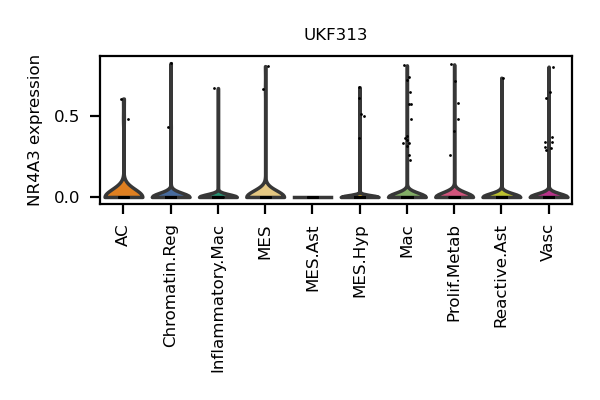 UKF313
NR4A3 expression
0.5
0.0
AC
Chromatin.Reg
Inflammatory.Mac
MES
MES.Ast
MES.Hyp
Mac
Prolif.Metab
Reactive.Ast
Vasc